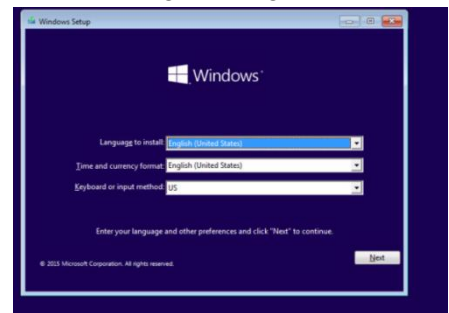 Windows Setup
Windows
Language to install: English (United States)
Time and currency format: English (United States)
Keyboard or input method: US
Enter your language and other preferences and click "Next" to continue.
© 2015 Microsoft Corporation. All rights reserved.
Next